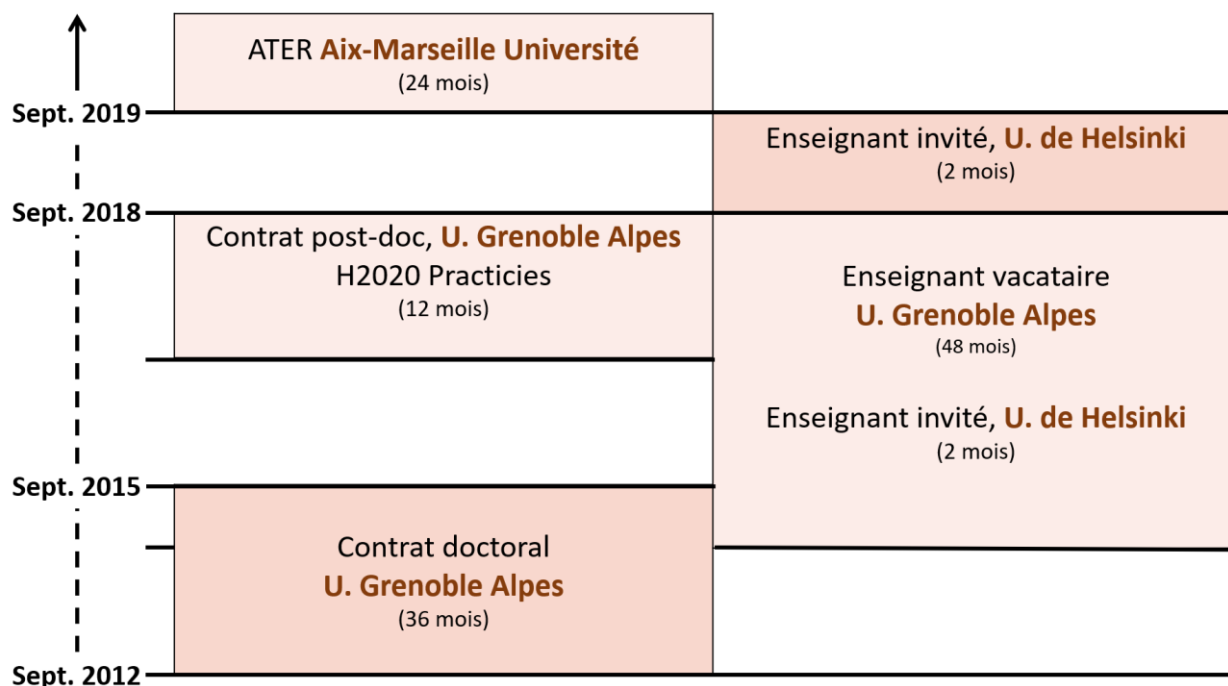 ATER Aix-Marseille Université
(24 mois)
Sept. 2019
Enseignant invité, U. de Helsinki
(2 mois)
Sept. 2018
Contrat post-doc, U. Grenoble Alpes
H2020 Practicies
(12 mois)
Enseignant vacataire
U. Grenoble Alpes
(48 mois)
Enseignant invité, U. de Helsinki
(2 mois)
Sept. 2015
Contrat doctoral
U. Grenoble Alpes
(36 mois)
Sept. 2012